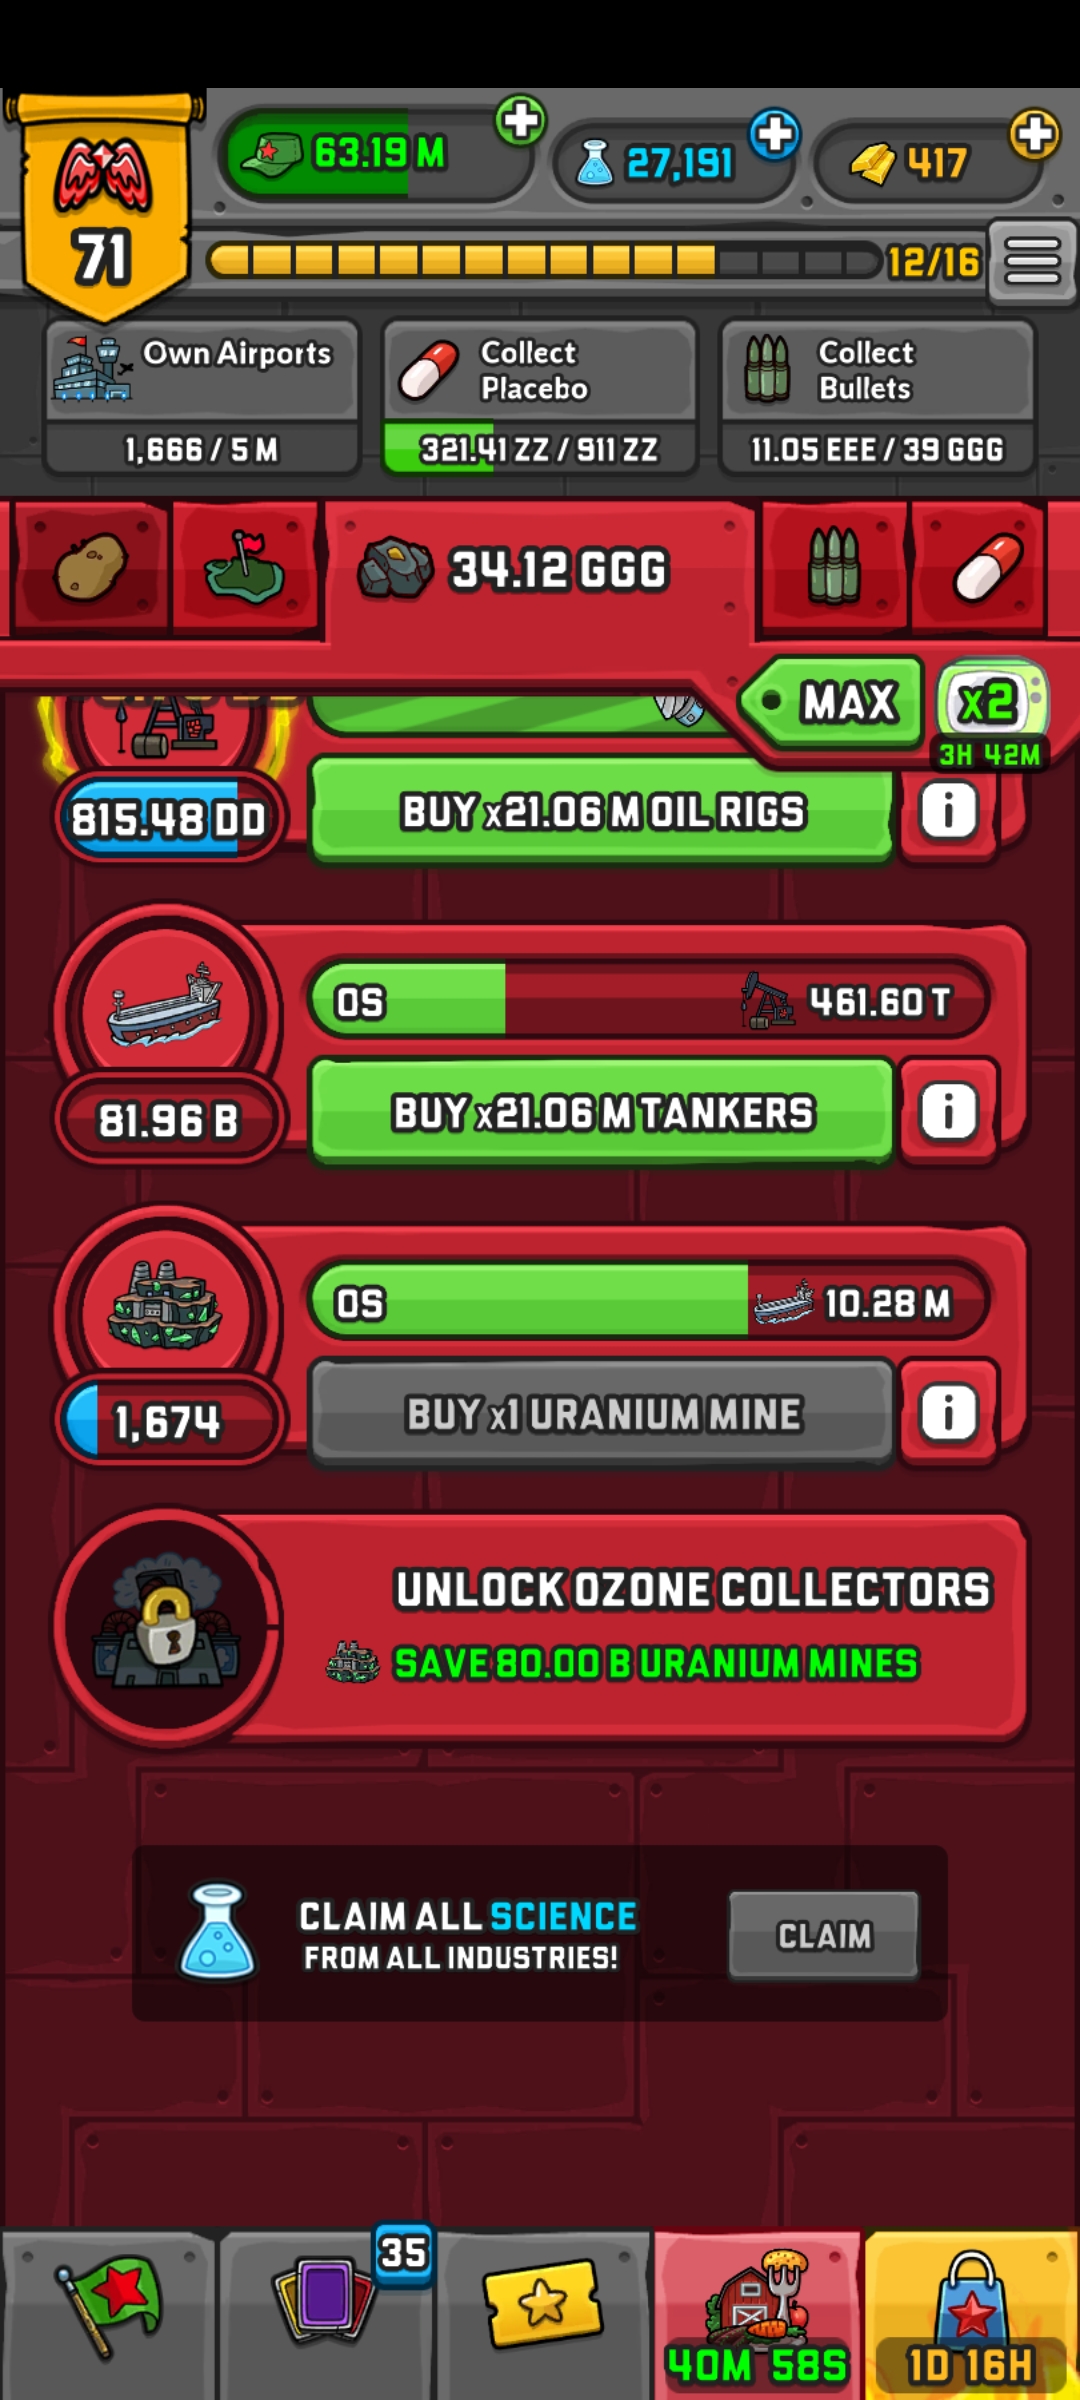 63.19 M
27,191
417
71
12/16
Own Airports
1,666 / 5 M
Collect
Placebo
321.41 ZZ / 911 ZZ
Collect
Bullets
11.05 EEE / 39 GGG
34.12 GGG
MAX
x2
3H 42M
815.48 DD
BUY x21.06 M OIL RIGS
i
0S
461.60 T
81.96 B
BUY x21.06 M TANKERS
i
0S
10.28 M
1,674
BUY x1 URANIUM MINE
i
UNLOCK OZONE COLLECTORS
SAVE 80.00 B URANIUM MINES
CLAIM ALL SCIENCE
FROM ALL INDUSTRIES!
CLAIM
35
40M 58S
1D 16H